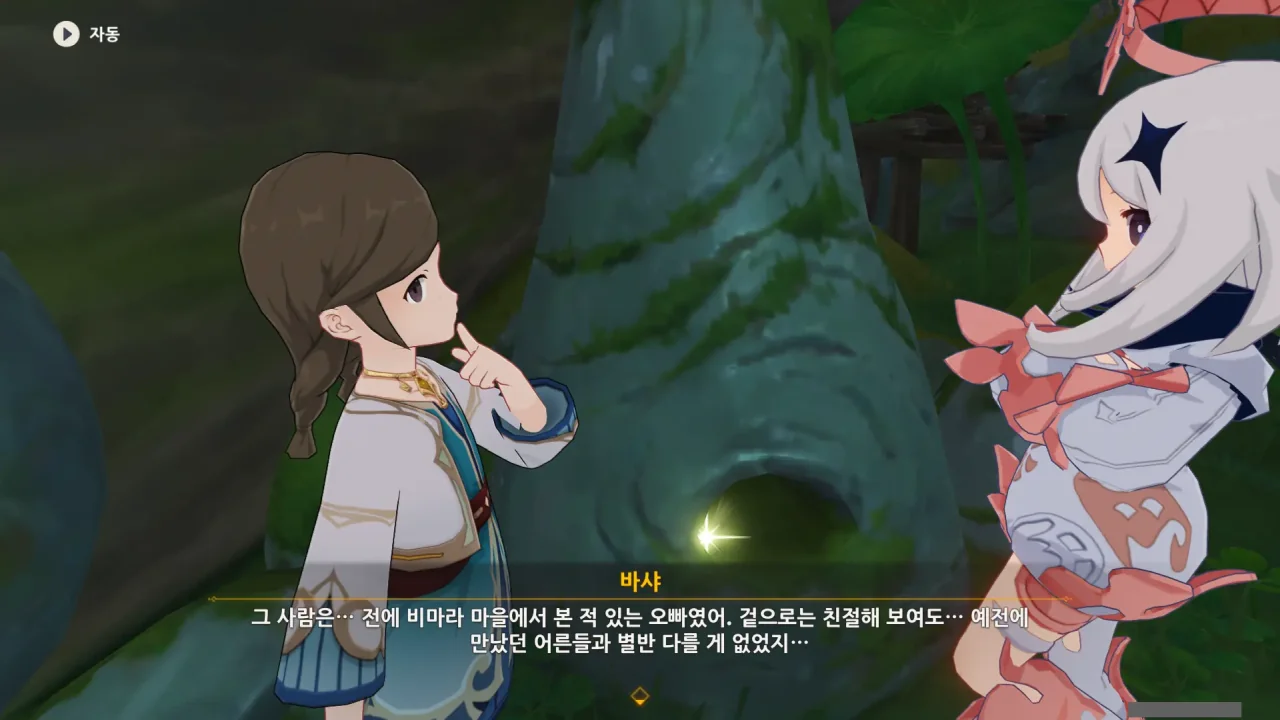 자동
바샤
그 사람은… 전에 비마라 마을에서 본 적 있는 오빠였어. 겉으로는 친절해 보여도… 예전에
만났던 어른들과 별반 다를 게 없었지…